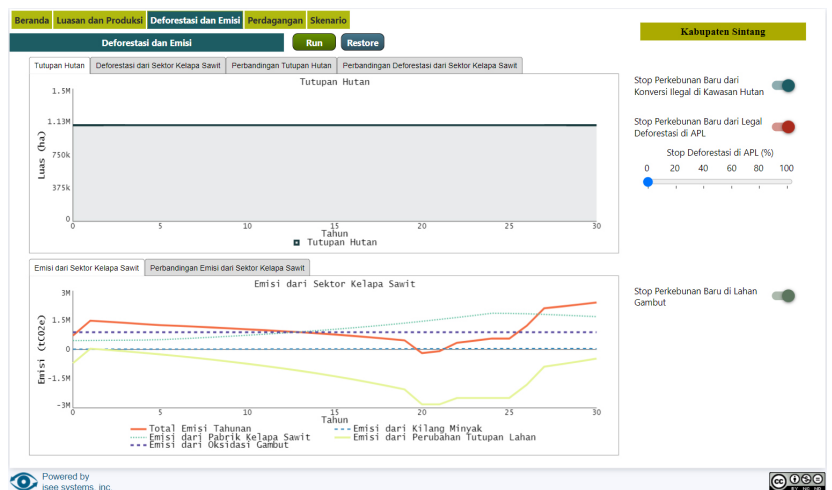 Beranda Luasan dan Produksi Deforestasi dan Emisi Perdagangan Skenario
Deforestasi dan Emisi Run Restore
Kabupaten Sintang
Tutupan Hutan Deforestasi dari Sektor Kelapa Sawit Perbandingan Tutupan Hutan Perbandingan Deforestasi dari Sektor Kelapa Sawit
Tutupan Hutan
1.5M
1.13M
750k
375k
0
Luas (ha)
0 5 10 15 20 25 30
Tahun
Tutupan Hutan
Stop Perkebunan Baru dari
Konversi Ilegal di Kawasan Hutan
Stop Perkebunan Baru dari Legal
Deforestasi di APL
Stop Deforestasi di APL (%)
0 20 40 60 80 100
Emisi dari Sektor Kelapa Sawit Perbandingan Emisi dari Sektor Kelapa Sawit
Emisi dari Sektor Kelapa Sawit
3M
1.5M
0
-1.5M
-3M
Emisi (tCO2e)
0 5 10 15 20 25 30
Tahun
Total Emisi Tahunan Emisi dari Kilang Minyak
Emisi dari Pabrik Kelapa Sawit Emisi dari Perubahan Tutupan Lahan
Emisi dari Oksidasi Gambut
Stop Perkebunan Baru di Lahan
Gambut
Powered by
isee systems, inc.
CC
BY NC ND